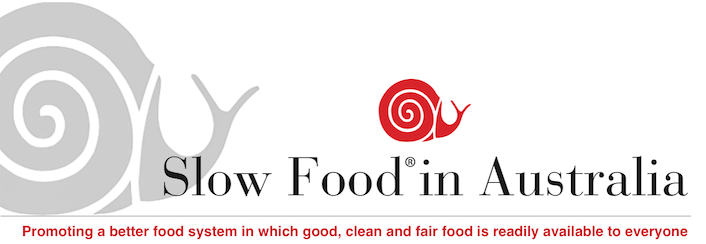 Slow Food® in Australia
Promoting a better food system in which good, clean and fair food is readily available to everyone